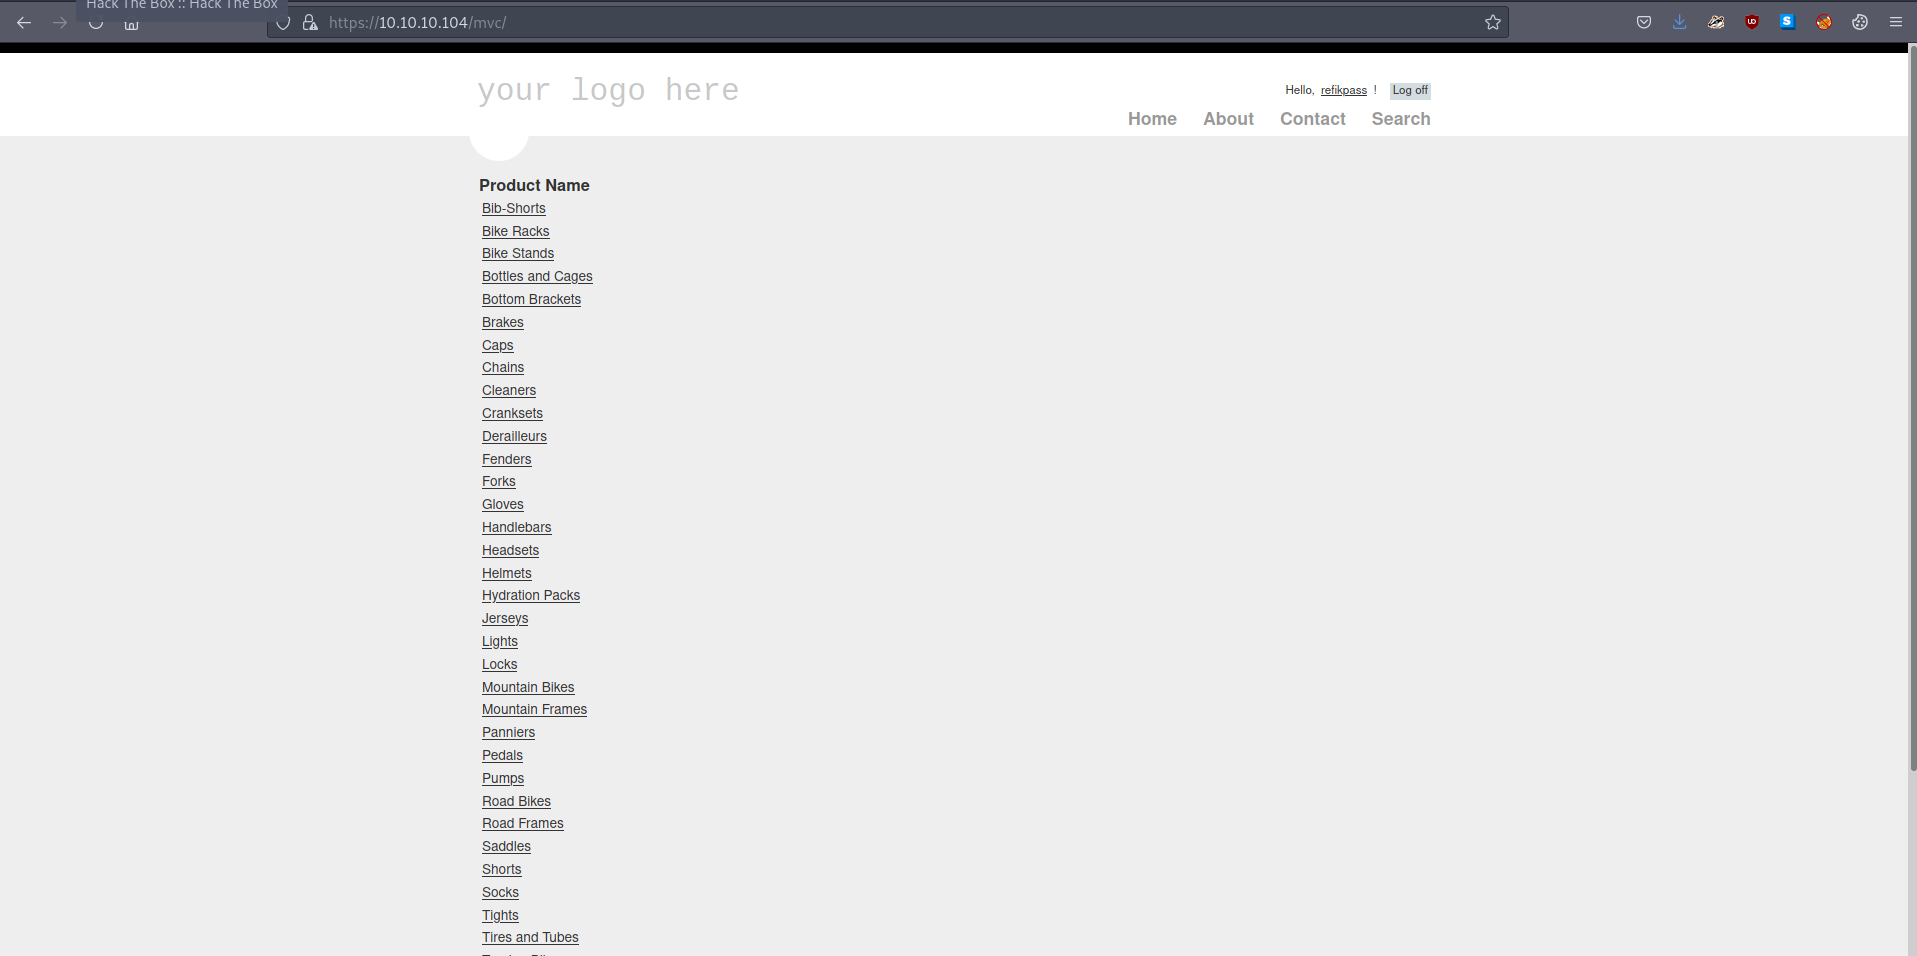 Hack The Box :: Hack The Box
https://10.10.10.104/mvc/
your logo here
Hello, refikpass ! Log off
Home About Contact Search
Product Name
Bib-Shorts
Bike Racks
Bike Stands
Bottles and Cages
Bottom Brackets
Brakes
Caps
Chains
Cleaners
Cranksets
Derailleurs
Fenders
Forks
Gloves
Handlebars
Headsets
Helmets
Hydration Packs
Jerseys
Lights
Locks
Mountain Bikes
Mountain Frames
Panniers
Pedals
Pumps
Road Bikes
Road Frames
Saddles
Shorts
Socks
Tights
Tires and Tubes